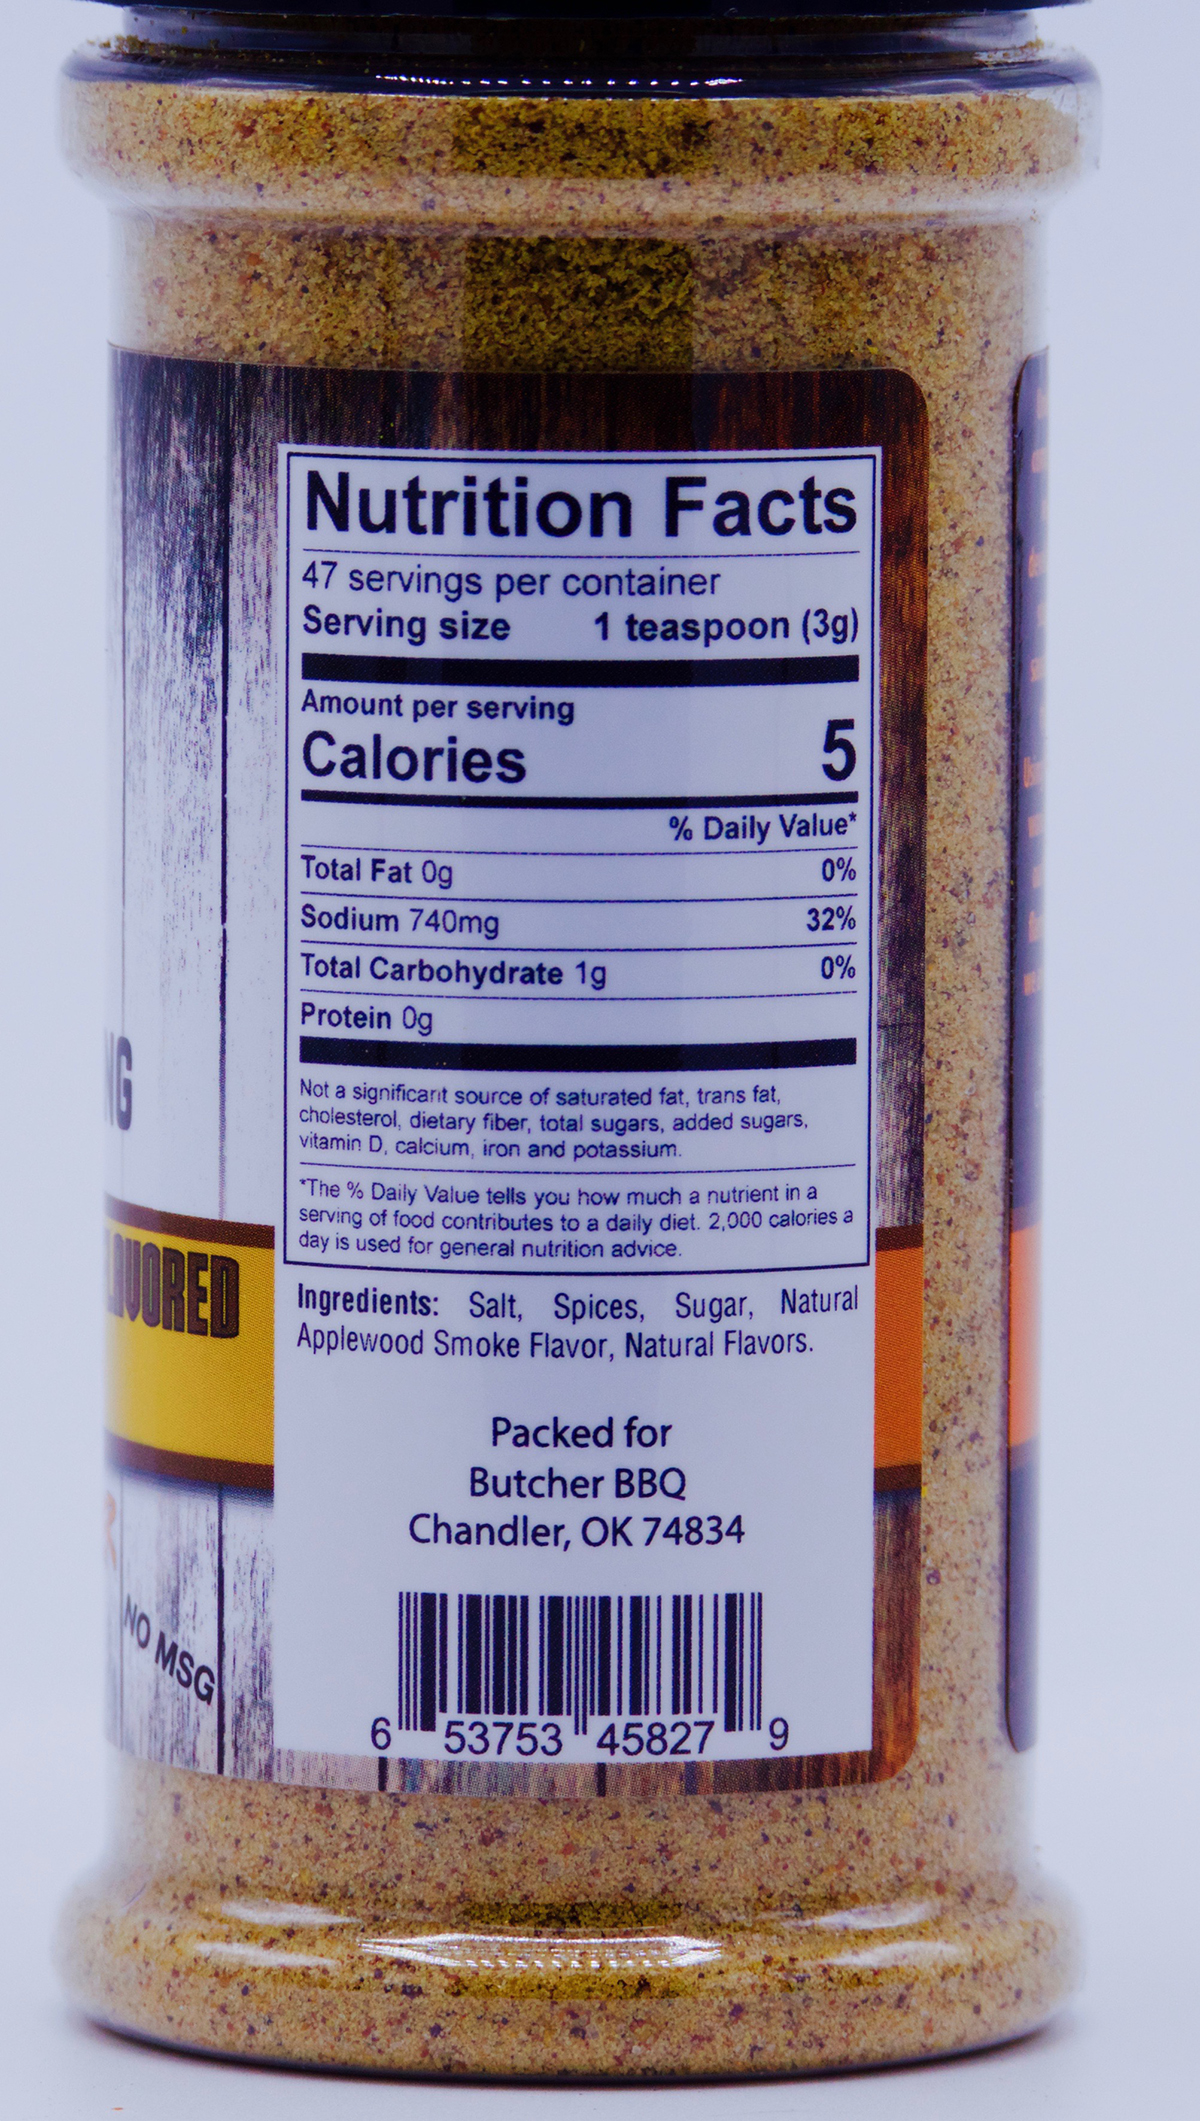 Nutrition Facts
47 servings per container
Serving size 1 teaspoon (3g)
Amount per serving
Calories 5
% Daily Value*
Total Fat 0g 0%
Sodium 740mg 32%
Total Carbohydrate 1g 0%
Protein 0g
Not a significant source of saturated fat, trans fat,
cholesterol, dietary fiber, total sugars, added sugars,
vitamin D, calcium, iron and potassium.
*The % Daily Value tells you how much a nutrient in a
serving of food contributes to a daily diet. 2,000 calories a
day is used for general nutrition advice.
Ingredients: Salt, Spices, Sugar, Natural
Applewood Smoke Flavor, Natural Flavors.
Packed for
Butcher BBQ
Chandler, OK 74834
6 53753 45827 9
NG
LAVORED
R
NO MSG